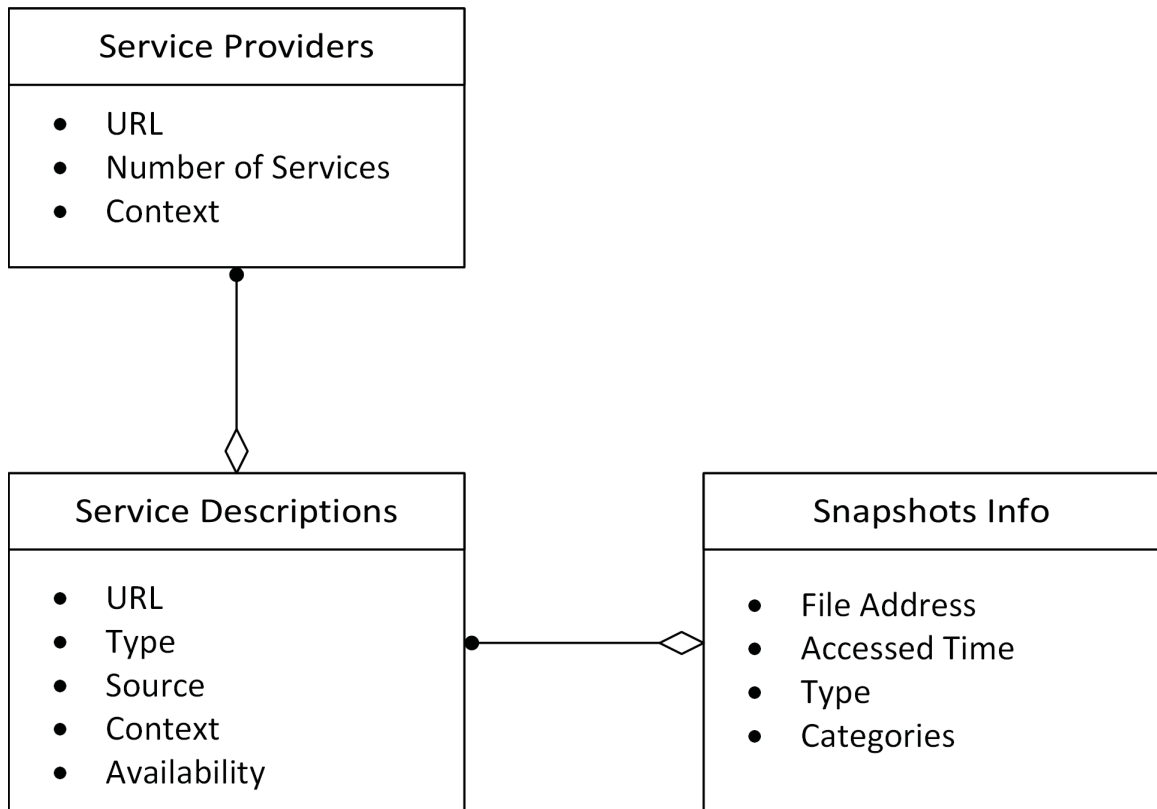 Service Providers
URL
Number of Services
Context
Service Descriptions
URL
Type
Source
Context
Availability
Snapshots Info
File Address
Accessed Time
Type
Categories